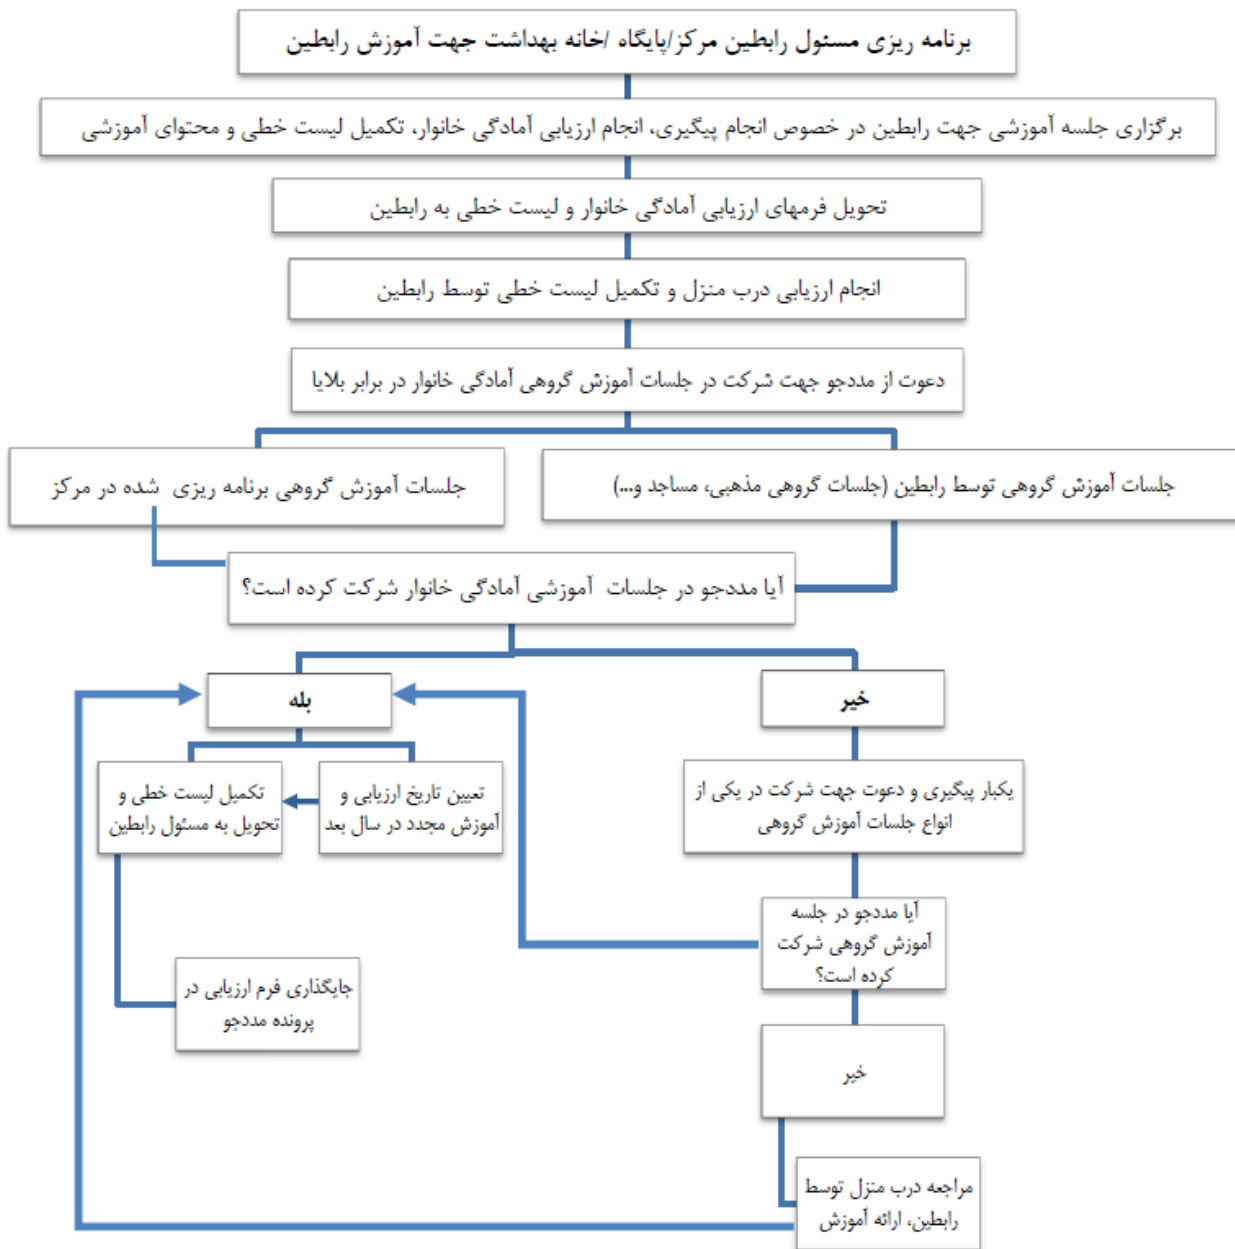 برنامه ریزی مسئول رابطین مرکز/پایگاه /خانه بهداشت جهت آموزش رابطین
برگزاری جلسه آموزشی جهت رابطین در خصوص انجام پیگیری، انجام ارزیابی آمادگی خانوار، تکمیل لیست خطی و محتوای آموزشی
تحویل فرمهای ارزیابی آمادگی خانوار و لیست خطی به رابطین
انجام ارزیابی درب منزل و تکمیل لیست خطی توسط رابطین
دعوت از مددجو جهت شرکت در جلسات آموزش گروهی آمادگی خانوار در برابر بلایا
جلسات آموزش گروهی توسط رابطین (جلسات گروهی مذهبی، مساجد و...)
جلسات آموزش گروهی برنامه ریزی شده در مرکز
آیا مددجو در جلسات آموزشی آمادگی خانوار شرکت کرده است؟
خیر
بله
یکبار پیگیری و دعوت جهت شرکت در یکی از
انواع جلسات آموزش گروهی
تعیین تاریخ ارزیابی و
آموزش مجدد در سال بعد
تکمیل لیست خطی و
تحویل به مسئول رابطین
آیا مددجو در جلسه
آموزش گروهی شرکت
کرده است؟
جایگذاری فرم ارزیابی در
پرونده مددجو
خیر
مراجعه درب منزل توسط
رابطین، ارائه آموزش